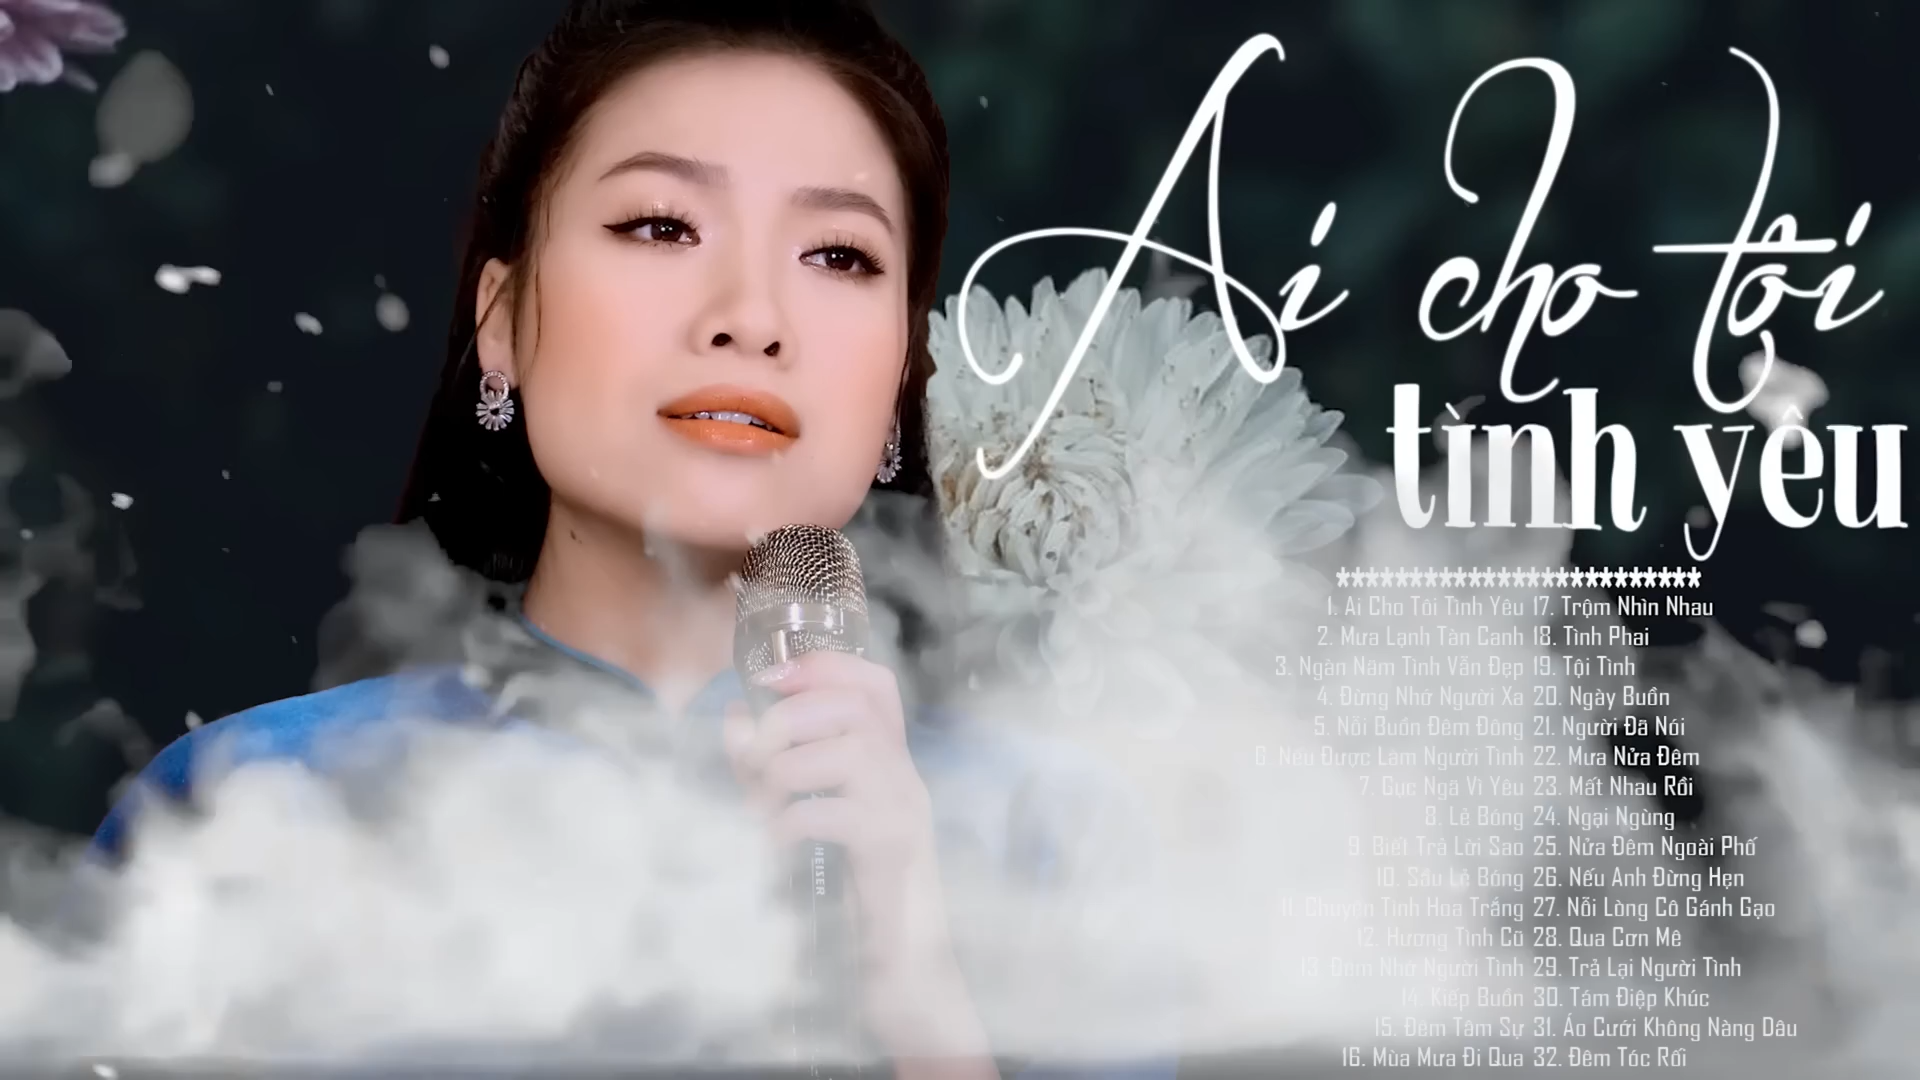 Ai cho tôi
tình yêu
*************************
1. Ai Cho Tôi Tình Yêu 17. Trộm Nhìn Nhau
2. Mưa Lạnh Tàn Canh 18. Tình Phai
3. Ngàn Năm Tình Vẫn Đẹp 19. Tội Tình
4. Đừng Nhớ Người Xa 20. Ngày Buồn
5. Nỗi Buồn Đêm Đông 21. Người Đã Nói
6. Nếu Được Làm Người Tình 22. Mưa Nửa Đêm
7. Gục Ngã Vì Yêu 23. Mất Nhau Rồi
8. Lẻ Bóng 24. Ngại Ngùng
9. Biết Trả Lời Sao 25. Nửa Đêm Ngoài Phố
10. Sầu Lẻ Bóng 26. Nếu Anh Đừng Hẹn
11. Chuyện Tình Hoa Trắng 27. Nỗi Lòng Cô Gánh Gạo
12. Hương Tình Cũ 28. Qua Cơn Mê
13. Đêm Nhớ Người Tình 29. Trả Lại Người Tình
14. Kiếp Buồn 30. Tám Điệp Khúc
15. Đêm Tâm Sự 31. Áo Cưới Không Nàng Dâu
16. Mùa Mưa Đi Qua 32. Đêm Tóc Rối
HEISER